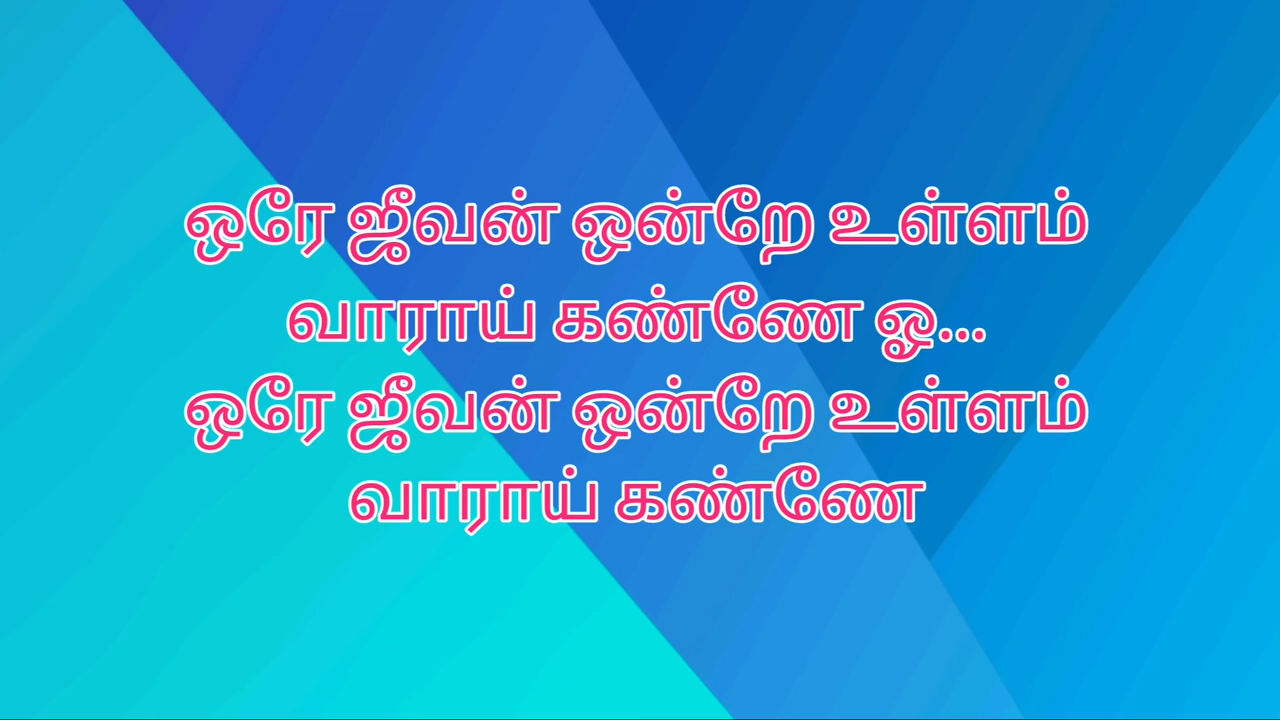 ஒரே ஜீவன் ஒன்றே உள்ளம்
வாராய் கண்ணே ஓ...
ஒரே ஜீவன் ஒன்றே உள்ளம்
வாராய் கண்ணே